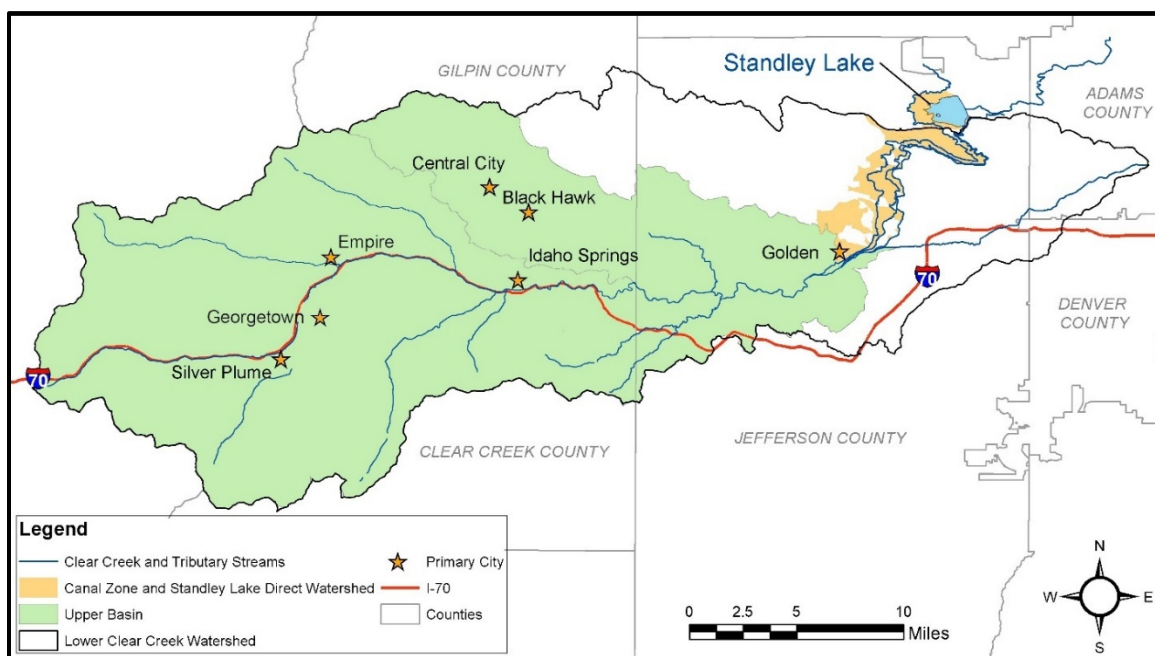 Standley Lake
GILPIN COUNTY
ADAMS
COUNTY
Central City
Black Hawk
Empire
Idaho Springs
Golden
70
Georgetown
DENVER
COUNTY
Silver Plume
70
CLEAR CREEK COUNTY
JEFFERSON COUNTY
Legend
Clear Creek and Tributary Streams
Primary City
Canal Zone and Standley Lake Direct Watershed
I-70
Upper Basin
Counties
Lower Clear Creek Watershed
0 2.5 5 10
Miles
N
W E
S